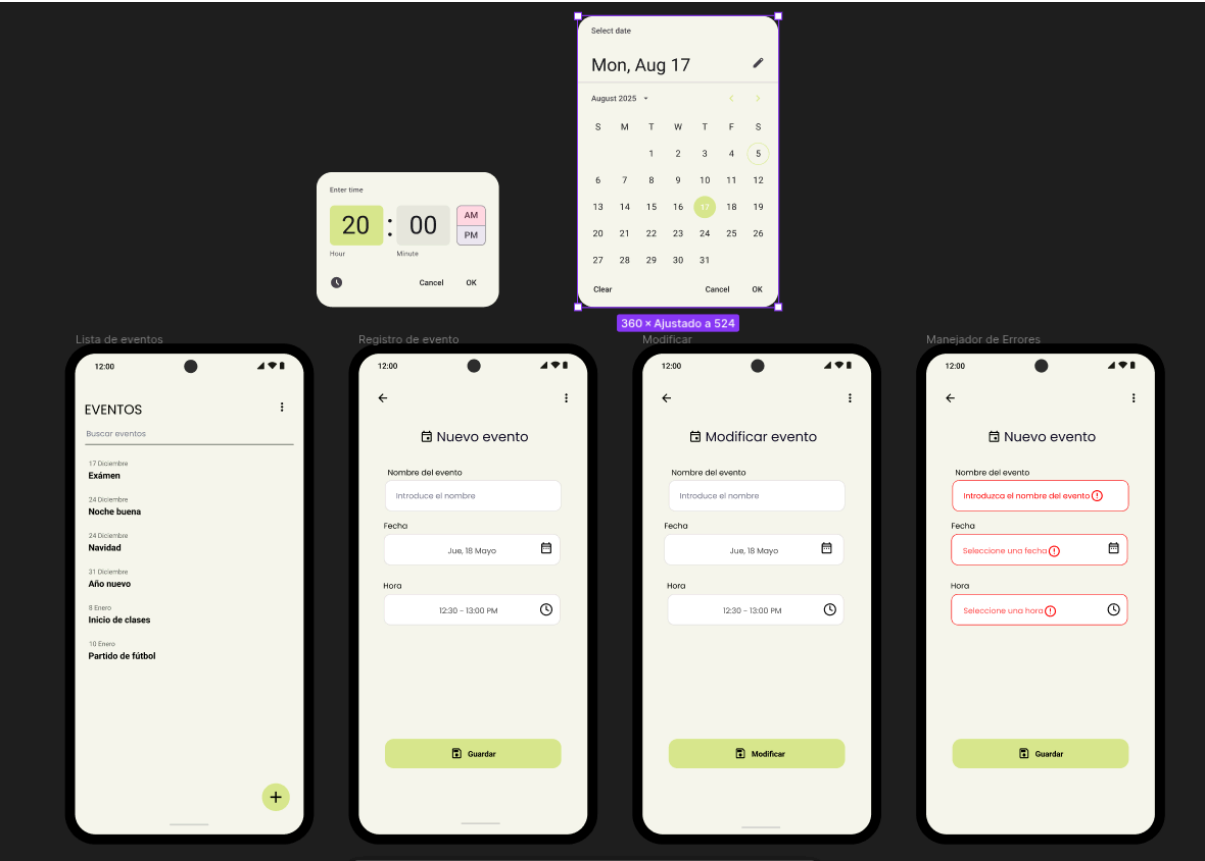 Select date
Mon, Aug 17
August 2025
S M T W T F S
1 2 3 4 5
6 7 8 9 10 11 12
13 14 15 16 17 18 19
20 21 22 23 24 25 26
27 28 29 30 31
Clear Cancel OK
360 × Ajustado a 524
Enter time
20 : 00 AM
PM
Hour Minute
Cancel OK
Lista de eventos
12:00
EVENTOS
Buscar eventos
17 Diciembre
Exámen
24 Diciembre
Noche buena
24 Diciembre
Navidad
31 Diciembre
Año nuevo
8 Enero
Inicio de clases
10 Enero
Partido de fútbol
+
Registro de evento
12:00
Nuevo evento
Nombre del evento
Introduce el nombre
Fecha
Jue, 18 Mayo
Hora
12:30 - 13:00 PM
Guardar
Modificar
12:00
Modificar evento
Nombre del evento
Introduce el nombre
Fecha
Jue, 18 Mayo
Hora
12:30 - 13:00 PM
Modificar
Manejador de Errores
12:00
Nuevo evento
Nombre del evento
Introduzca el nombre del evento
Fecha
Seleccione una fecha
Hora
Seleccione una hora
Guardar